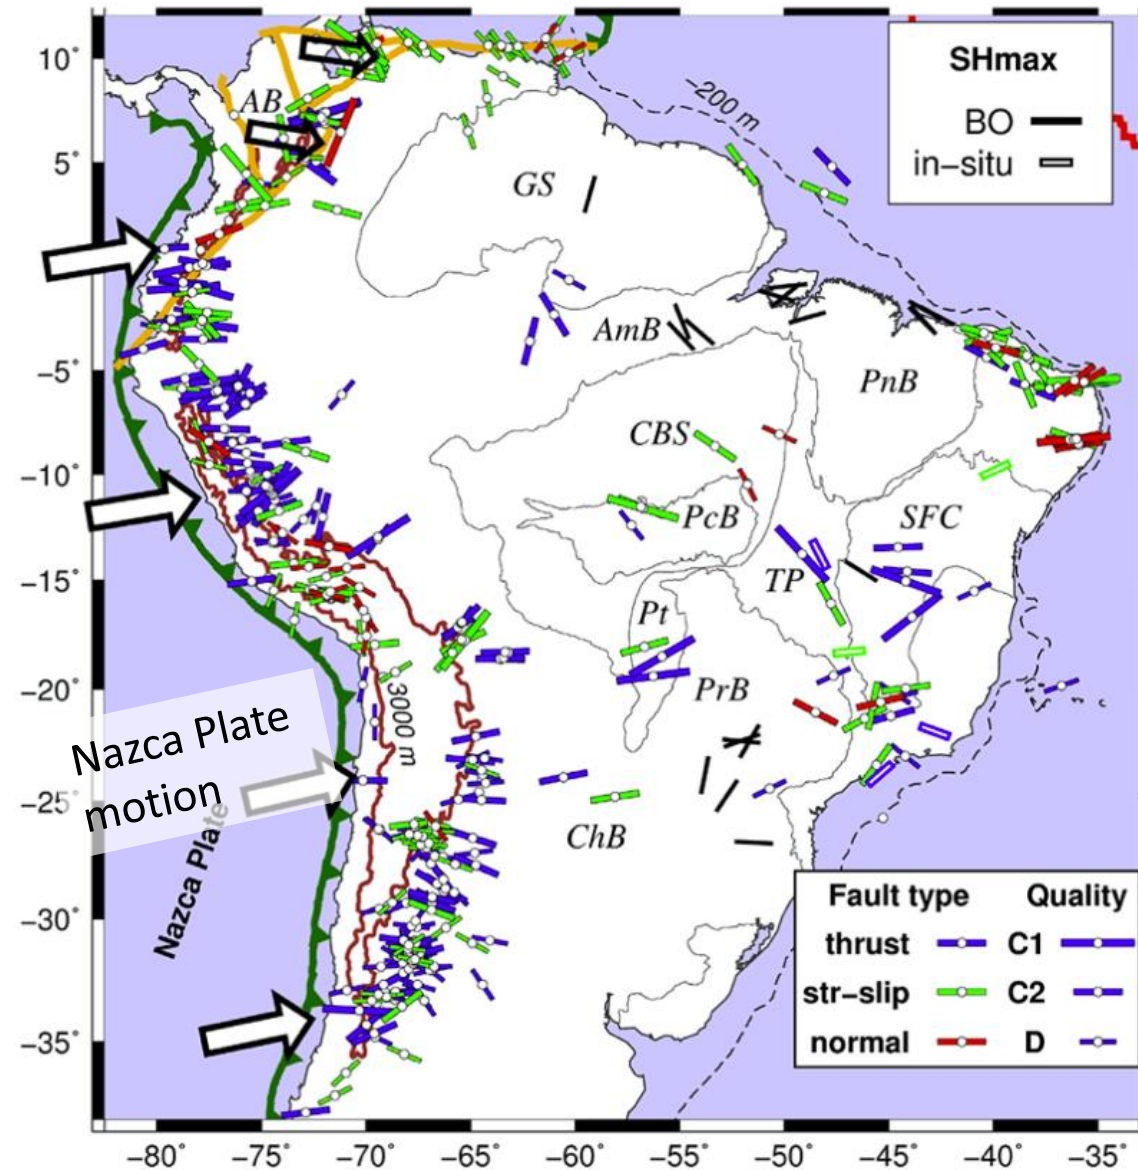 10˚
5˚
−5˚
−10˚
−15˚
−20˚
−25˚
−30˚
−35˚
−80˚
−75˚
−70˚
−65˚
−60˚
−55˚
−50˚
−45˚
−40˚
−35˚
SHmax
BO
in−situ
−200 m
AB
GS
AmB
PnB
CBS
PcB
SFC
TP
Pt
PrB
ChB
3000 m
Nazca Plate
motion
Nazca Plate
Fault type Quality
thrust C1
str−slip C2
normal D